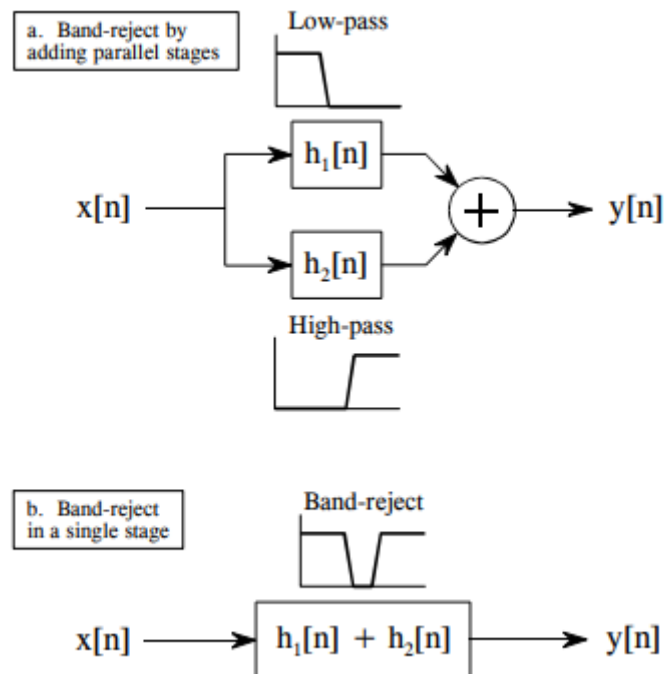 a. Band-reject by
adding parallel stages
Low-pass
h₁[n]
x[n]
+
y[n]
h₂[n]
High-pass
b. Band-reject
in a single stage
Band-reject
x[n]
h₁[n] + h₂[n]
y[n]